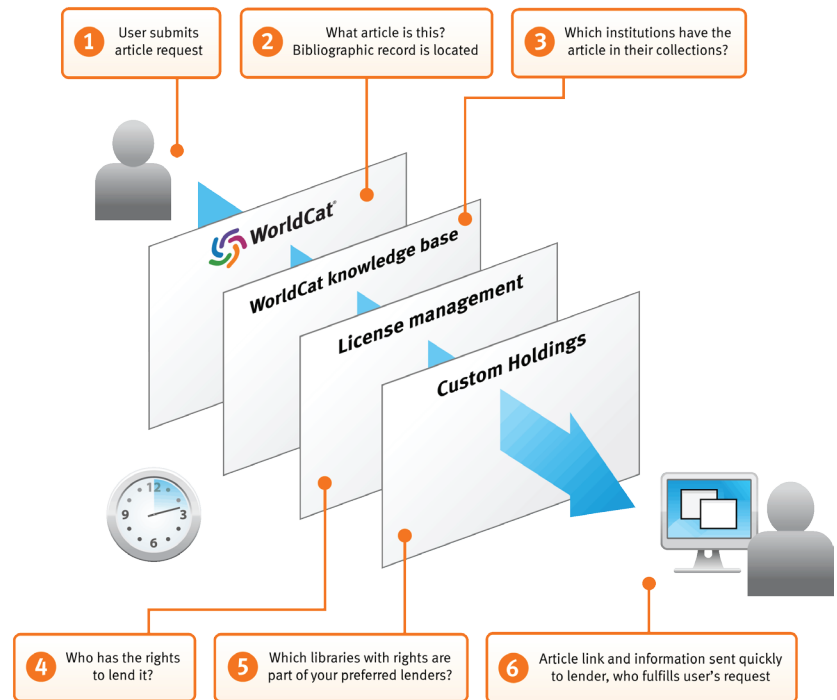 1
User submits
article request
2
What article is this?
Bibliographic record is located
3
Which institutions have the
article in their collections?
WorldCat®
WorldCat knowledge base
License management
Custom Holdings
12
9
3
6
4
Who has the rights
to lend it?
5
Which libraries with rights are
part of your preferred lenders?
6
Article link and information sent quickly
to lender, who fulfills user's request